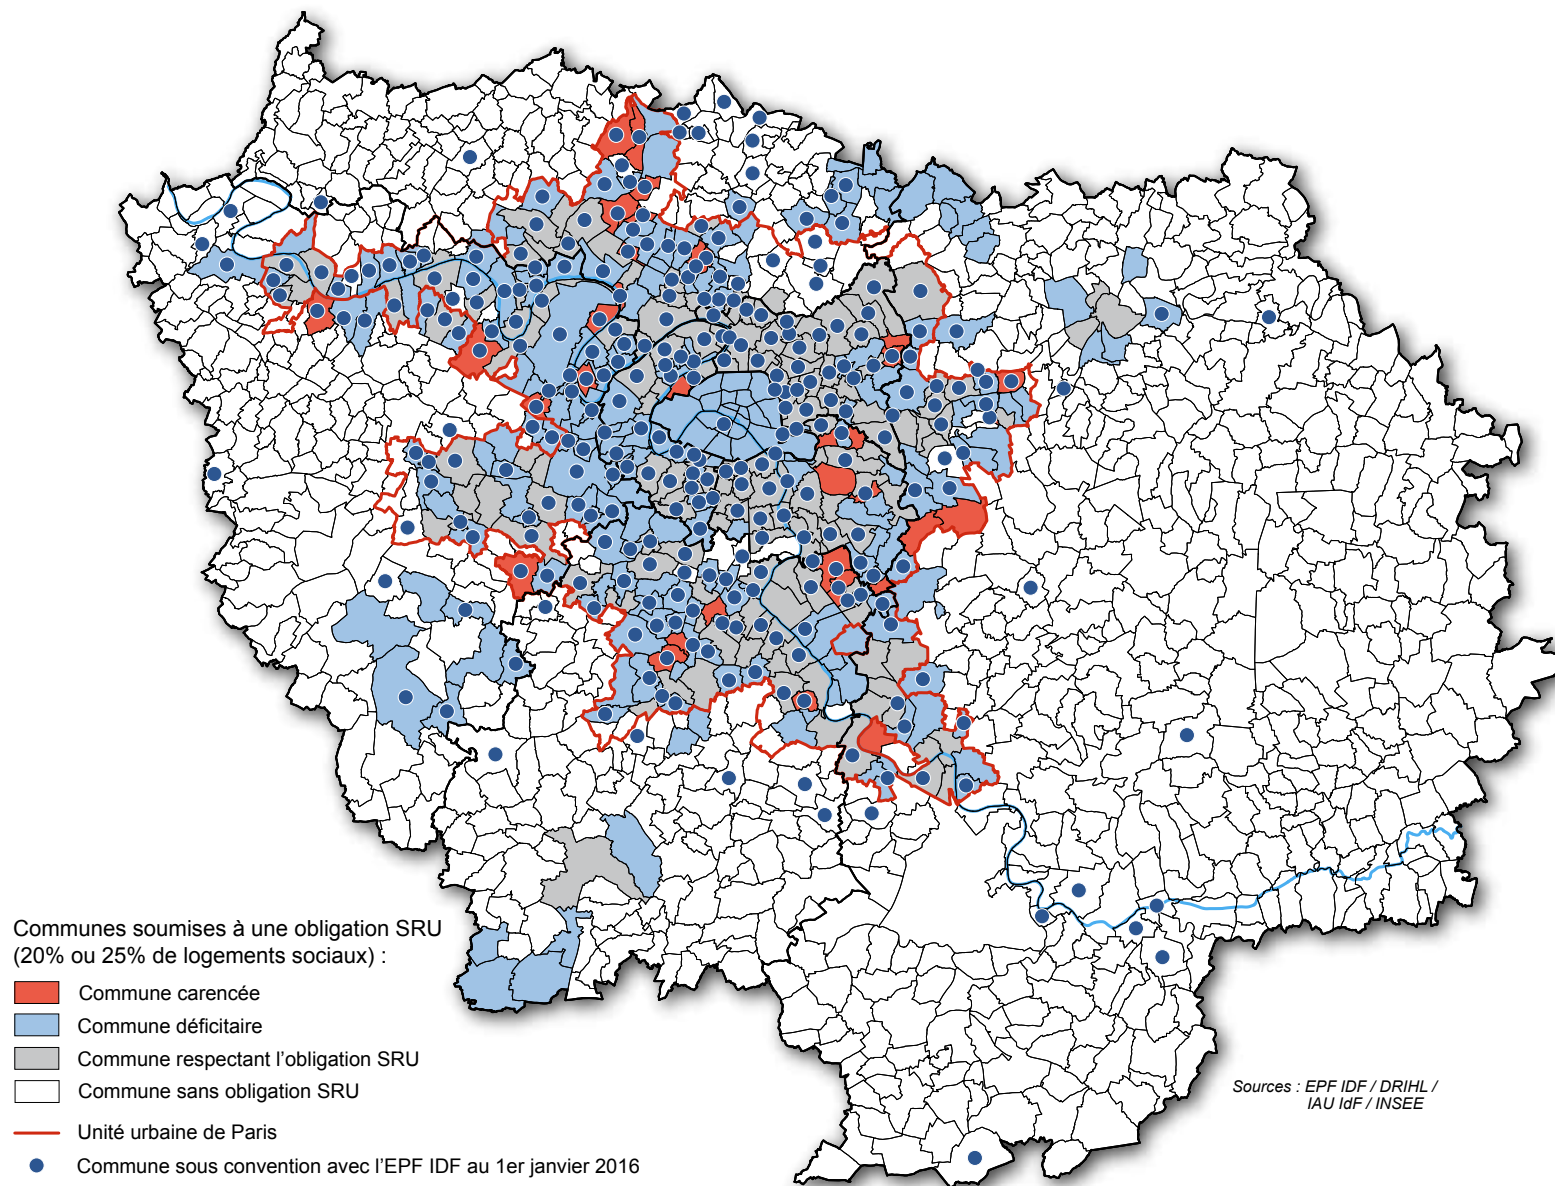 Communes soumises à une obligation SRU
(20% ou 25% de logements sociaux) :
Commune carencée
Commune déficitaire
Commune respectant l'obligation SRU
Commune sans obligation SRU
Unité urbaine de Paris
Commune sous convention avec l'EPF IDF au 1er janvier 2016
Sources : EPF IDF / DRIHL /
IAU IdF / INSEE